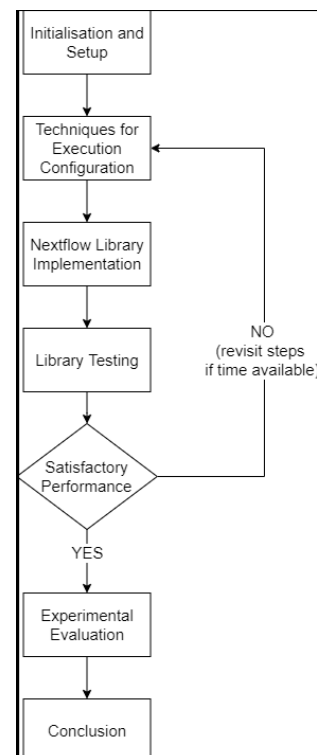 Initialisation and
Setup
Techniques for
Execution
Configuration
Nextflow Library
Implementation
NO
(revisit steps
if time available)
Library Testing
Satisfactory
Performance
YES
Experimental
Evaluation
Conclusion